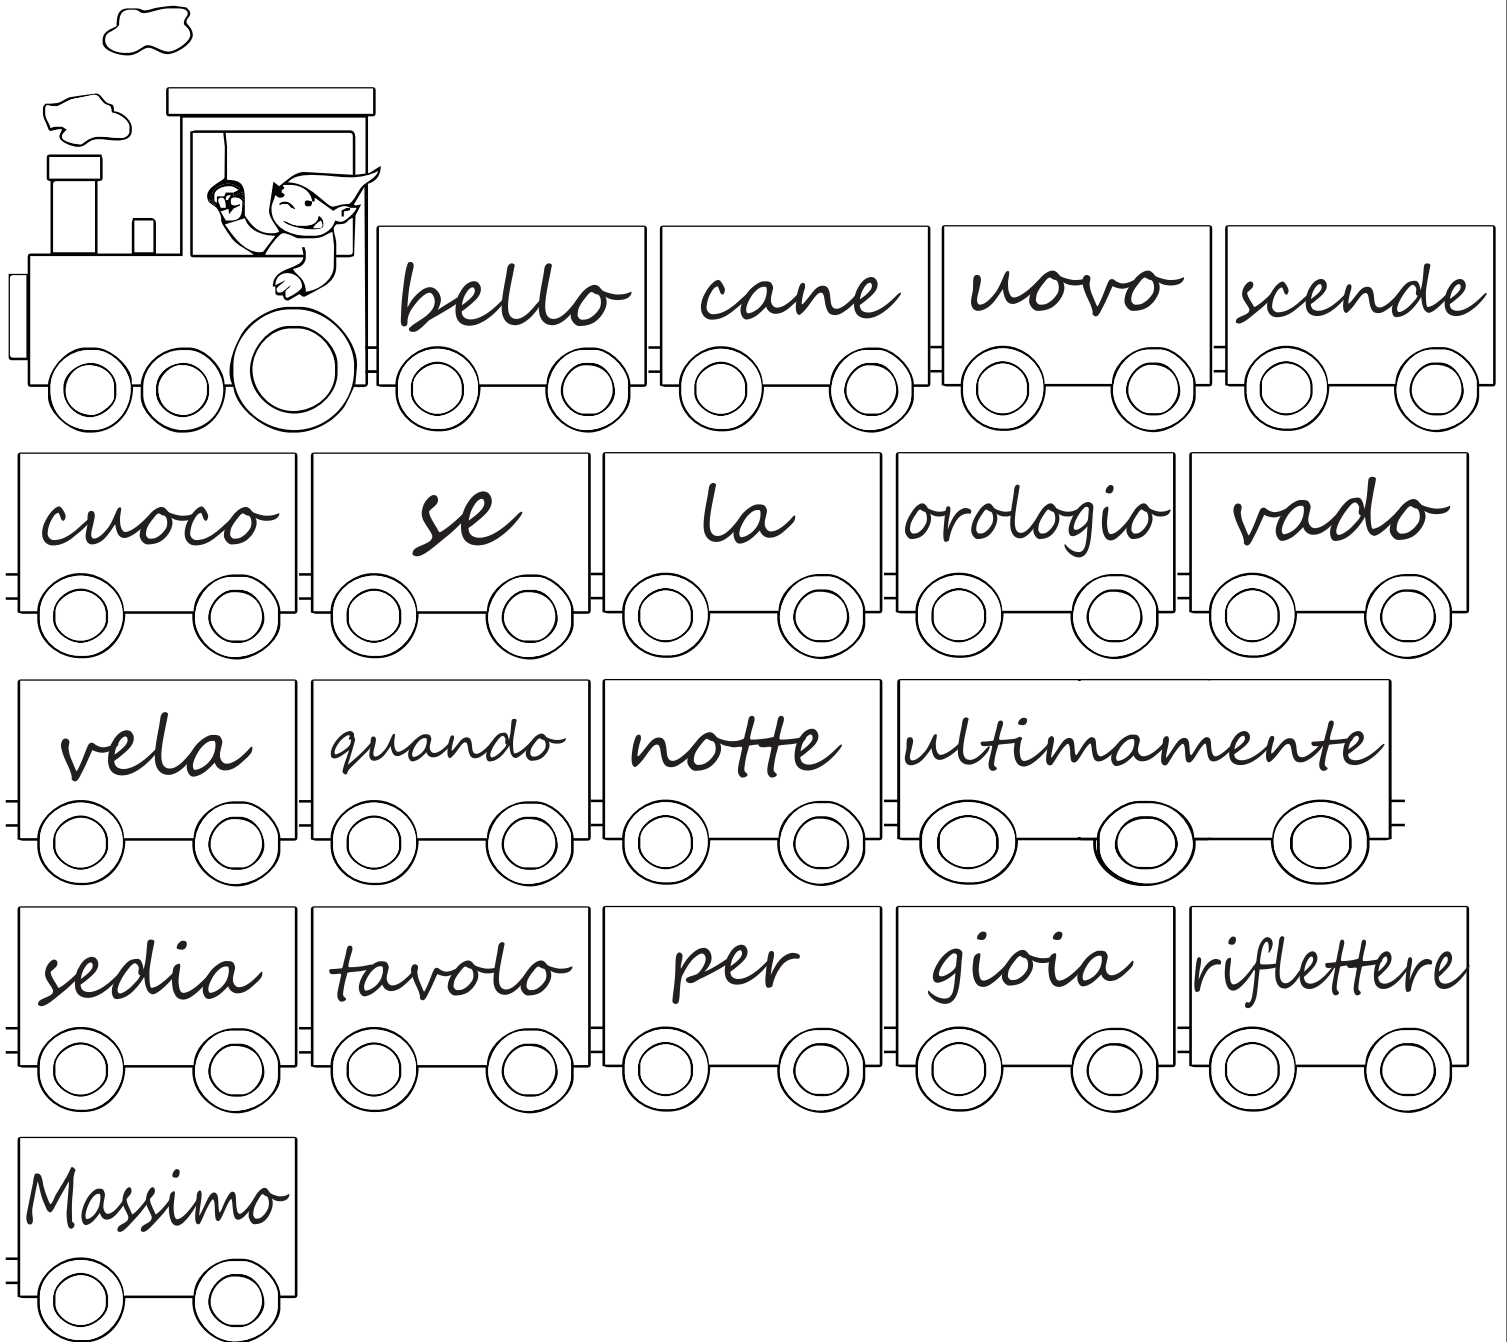 bello cane uovo scende
cuoco se la orologio vado
vela quando notte ultimamente
sedia tavolo per gioia riflettere
Massimo